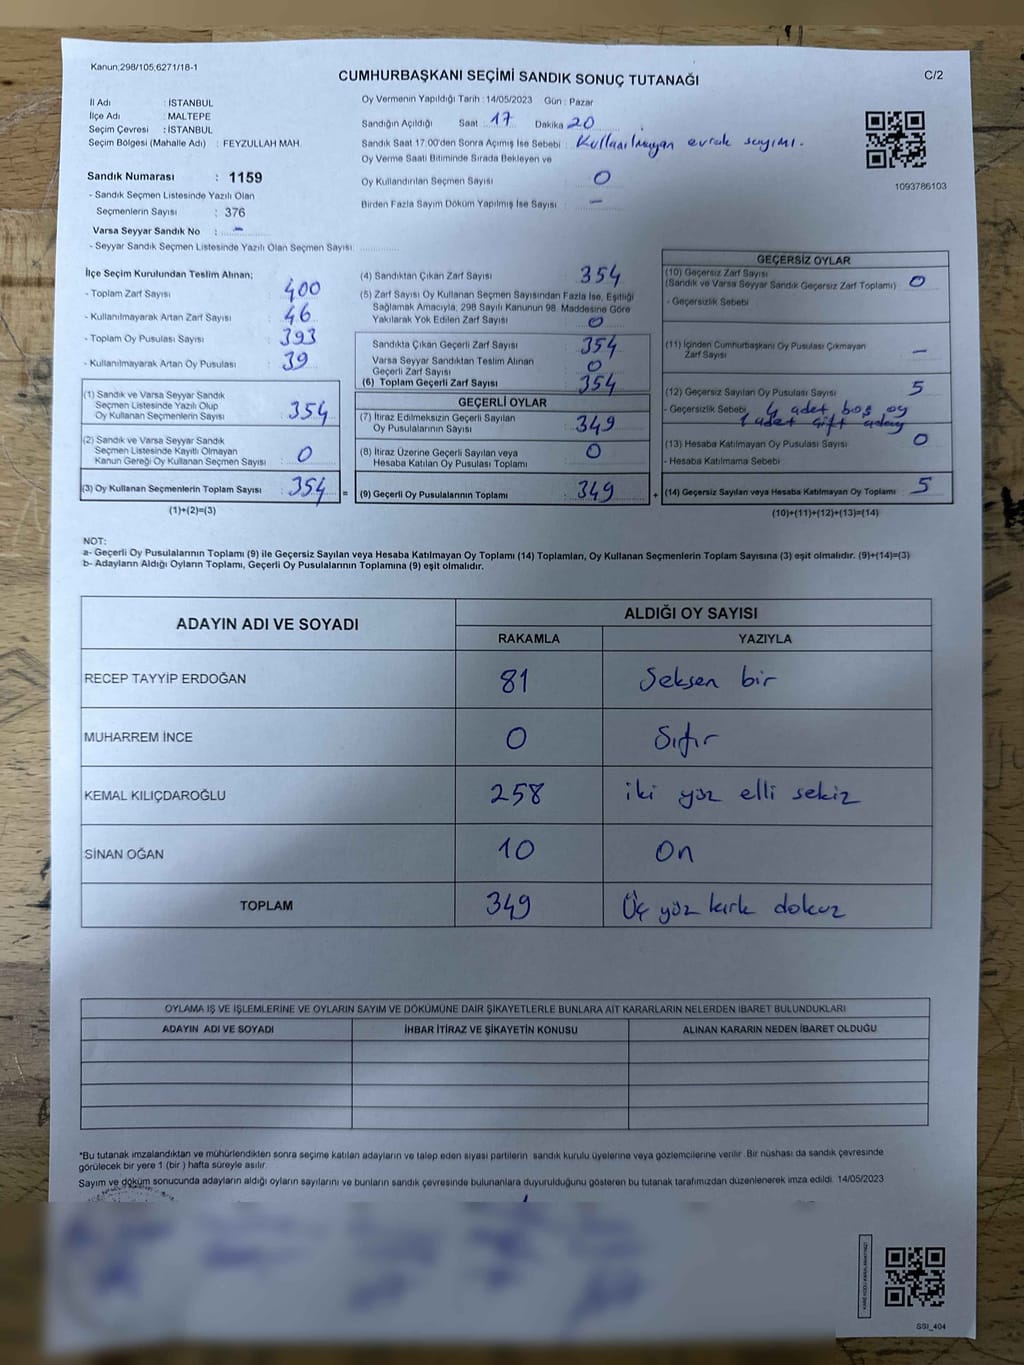 Kanun,298/105,6271/18-1
CUMHURBAŞKANI SEÇİMİ SANDIK SONUÇ TUTANAĞI
C/2
İl Adı : İSTANBUL
İlçe Adı : MALTEPE
Seçim Çevresi : İSTANBUL
Seçim Bölgesi (Mahalle Adı) : FEYZULLAH MAH.
Oy Vermenin Yapıldığı Tarih : 14/05/2023 Gün : Pazar
Sandığın Açıldığı Saat : 17 Dakika 20
Sandık Saat 17:00'den Sonra Açılmış İse Sebebi : Kullanılmayan evrak sayımı.
Oy Verme Saati Bitiminde Sırada Bekleyen ve
Oy Kullandırılan Seçmen Sayısı : 0
Birden Fazla Sayım Döküm Yapılmış İse Sayısı : -
1093786103
Sandık Numarası : 1159
- Sandık Seçmen Listesinde Yazılı Olan
Seçmenlerin Sayısı : 376
Varsa Seyyar Sandık No : -
- Seyyar Sandık Seçmen Listesinde Yazılı Olan Seçmen Sayısı:
İlçe Seçim Kurulundan Teslim Alınan;
- Toplam Zarf Sayısı : 400
- Kullanılmayarak Artan Zarf Sayısı : 46
- Toplam Oy Pusulası Sayısı : 393
- Kullanılmayarak Artan Oy Pusulası : 39
(1) Sandık ve Varsa Seyyar Sandık
Seçmen Listesinde Yazılı Olup
Oy Kullanan Seçmenlerin Sayısı : 354
(2) Sandık ve Varsa Seyyar Sandık
Seçmen Listesinde Kayıtlı Olmayan
Kanun Gereği Oy Kullanan Seçmen Sayısı : 0
(3) Oy Kullanan Seçmenlerin Toplam Sayısı : 354 =
(1)+(2)=(3)
(4) Sandıktan Çıkan Zarf Sayısı : 354
(5) Zarf Sayısı Oy Kullanan Seçmen Sayısından Fazla İse, Eşitliği
Sağlamak Amacıyla, 298 Sayılı Kanunun 98. Maddesine Göre
Yakılarak Yok Edilen Zarf Sayısı : 0
Sandıkta Çıkan Geçerli Zarf Sayısı : 354
Varsa Seyyar Sandıktan Teslim Alınan
Geçerli Zarf Sayısı : 0
(6) Toplam Geçerli Zarf Sayısı : 354
GEÇERLİ OYLAR
(7) İtiraz Edilmeksizin Geçerli Sayılan
Oy Pusulalarının Sayısı : 349
(8) İtiraz Üzerine Geçerli Sayılan veya
Hesaba Katılan Oy Pusulası Toplamı : 0
(9) Geçerli Oy Pusulalarının Toplamı : 349 +
GEÇERSİZ OYLAR
(10) Geçersiz Zarf Sayısı
(Sandık ve Varsa Seyyar Sandık Geçersiz Zarf Toplamı) : 0
- Geçersizlik Sebebi :
(11) İçinden Cumhurbaşkanı Oy Pusulası Çıkmayan
Zarf Sayısı : -
(12) Geçersiz Sayılan Oy Pusulası Sayısı : 5
- Geçersizlik Sebebi : 4 adet boş oy
1 adet çift aday
(13) Hesaba Katılmayan Oy Pusulası Sayısı : 0
- Hesaba Katılmama Sebebi :
(14) Geçersiz Sayılan veya Hesaba Katılmayan Oy Toplamı : 5
(10)+(11)+(12)+(13)=(14)
NOT:
a- Geçerli Oy Pusulalarının Toplamı (9) ile Geçersiz Sayılan veya Hesaba Katılmayan Oy Toplamı (14) Toplamları, Oy Kullanan Seçmenlerin Toplam Sayısına (3) eşit olmalıdır. (9)+(14)=(3)
b- Adayların Aldığı Oyların Toplamı, Geçerli Oy Pusulalarının Toplamına (9) eşit olmalıdır.
ADAYIN ADI VE SOYADI
ALDIĞI OY SAYISI
RAKAMLA YAZIYLA
RECEP TAYYİP ERDOĞAN 81 Seksen bir
MUHARREM İNCE 0 Sıfır
KEMAL KILIÇDAROĞLU 258 iki yüz elli sekiz
SİNAN OĞAN 10 On
TOPLAM 349 Üç yüz kırk dokuz
OYLAMA İŞ VE İŞLEMLERİNE VE OYLARIN SAYIM VE DÖKÜMÜNE DAİR ŞİKAYETLERLE BUNLARA AİT KARARLARIN NELERDEN İBARET BULUNDUKLARI
ADAYIN ADI VE SOYADI İHBAR İTİRAZ VE ŞİKAYETİN KONUSU ALINAN KARARIN NEDEN İBARET OLDUĞU
*Bu tutanak imzalandıktan ve mühürlendikten sonra seçime katılan adayların ve talep eden siyasi partilerin sandık kurulu üyelerine veya gözlemcilerine verilir. Bir nüshası da sandık çevresinde
görülecek bir yere 1 (bir ) hafta süreyle asılır.
Sayım ve döküm sonucunda adayların aldığı oyların sayılarını ve bunların sandık çevresinde bulunanlara duyurulduğunu gösteren bu tutanak tarafımızdan düzenlenerek imza edildi. 14/05/2023
SSI_404